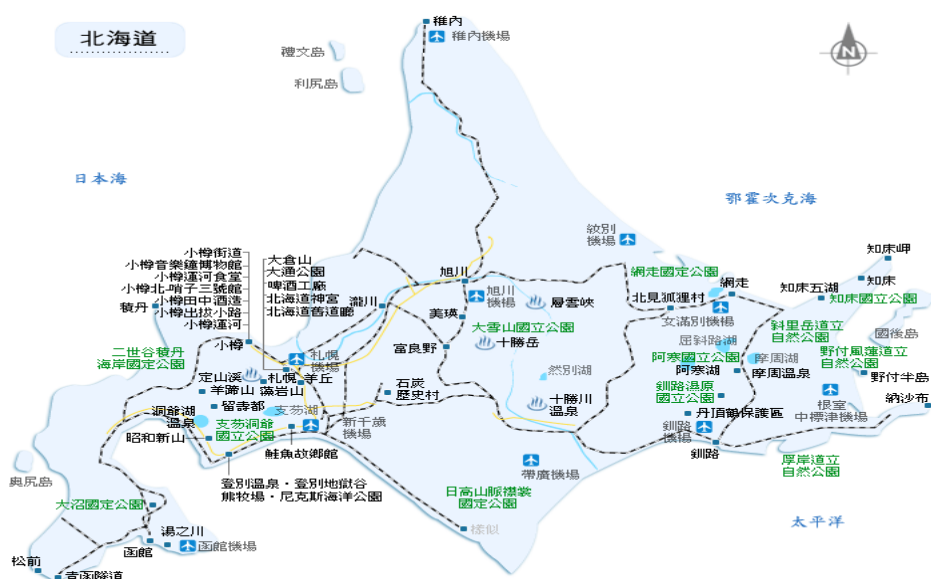 北海道
N
稚內
稚內機場
禮文島
利尻島
日本海
鄂霍次克海
紋別
機場
小樽街道
小樽音樂鐘博物館
小樽運河食堂
小樽北一哨子三號館
小樽田中酒造
小樽出拔小路
小樽運河
積丹
大倉山
大通公園
啤酒工廠
北海道神宮
北海道舊道廳
瀧川
旭川
旭川
機場
層雲峽
美瑛
大雪山國立公園
十勝岳
富良野
然別湖
十勝川
溫泉
網走國定公園
網走
北見狐狸村
女滿別機場
屈斜路湖
阿寒國立公園
阿寒湖
摩周湖
摩周溫泉
釧路濕原
國立公園
丹頂鶴保護區
釧路
機場
釧路
知床岬
知床
知床五湖
知床國立公園
斜里岳道立
自然公園
國後島
野付風蓮道立
自然公園
野付半島
根室
中標津機場
納沙布
厚岸道立
自然公園
太平洋
二世谷積丹
海岸國定公園
小樽
札幌
機場
定山溪
札幌
羊丘
羊蹄山
藻岩山
留壽都
支笏湖
洞爺湖
溫泉
支笏洞爺
國立公園
昭和新山
新千歲
機場
石炭
歷史村
鮭魚故鄉館
登別溫泉・登別地獄谷
熊牧場・尼克斯海洋公園
帶廣機場
日高山脈襟裳
國定公園
樣似
奧尻島
大沼國定公園
湯之川
函館
函館機場
松前
青函隧道